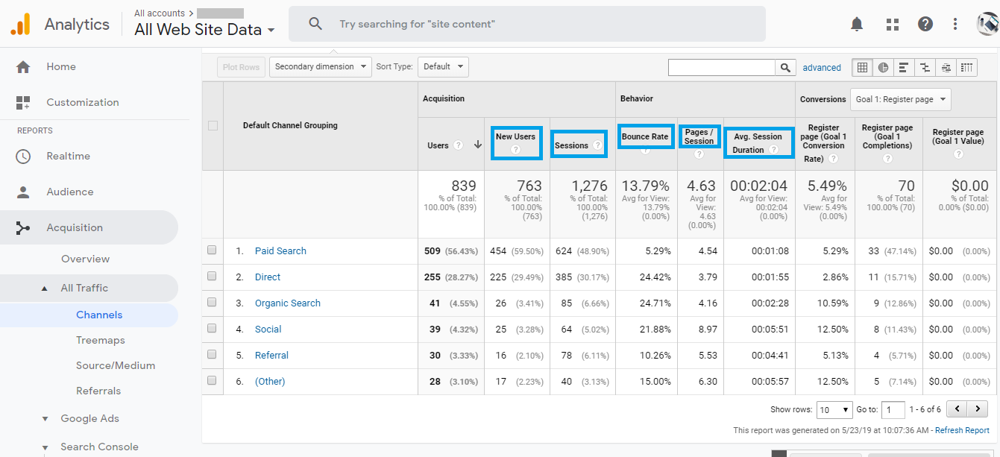 Analytics
All accounts >
All Web Site Data
Try searching for "site content"
Home
Customization
REPORTS
Realtime
Audience
Acquisition
Overview
All Traffic
Channels
Treemaps
Source/Medium
Referrals
Google Ads
Search Console
Plot Rows
Secondary dimension
Sort Type:
Default
advanced
Default Channel Grouping
Acquisition
Behavior
Conversions
Goal 1: Register page
Users ?
New Users
?
Sessions ?
Bounce Rate
?
Pages /
Session
?
Avg. Session
Duration ?
Register
page (Goal 1
Conversion
Rate) ?
Register page
(Goal 1
Completions)
?
Register page
(Goal 1 Value)
?
839
% of Total:
100.00% (839)
763
% of Total:
100.00%
(763)
1,276
% of Total:
100.00%
(1,276)
13.79%
Avg for View:
13.79%
(0.00%)
4.63
Avg for
View:
4.63
(0.00%)
00:02:04
Avg for View:
00:02:04
(0.00%)
5.49%
Avg for
View: 5.49%
(0.00%)
70
% of Total:
100.00% (70)
$0.00
% of Total:
0.00% ($0.00)
1. Paid Search 509 (56.43%) 454 (59.50%) 624 (48.90%) 5.29% 4.54 00:01:08 5.29% 33 (47.14%) $0.00 (0.00%)
2. Direct 255 (28.27%) 225 (29.49%) 385 (30.17%) 24.42% 3.79 00:01:55 2.86% 11 (15.71%) $0.00 (0.00%)
3. Organic Search 41 (4.55%) 26 (3.41%) 85 (6.66%) 24.71% 4.16 00:02:28 10.59% 9 (12.86%) $0.00 (0.00%)
4. Social 39 (4.32%) 25 (3.28%) 64 (5.02%) 21.88% 8.97 00:05:51 12.50% 8 (11.43%) $0.00 (0.00%)
5. Referral 30 (3.33%) 16 (2.10%) 78 (6.11%) 10.26% 5.53 00:04:41 5.13% 4 (5.71%) $0.00 (0.00%)
6. (Other) 28 (3.10%) 17 (2.23%) 40 (3.13%) 15.00% 6.30 00:05:57 12.50% 5 (7.14%) $0.00 (0.00%)
Show rows: 10 Go to: 1 1 - 6 of 6
This report was generated on 5/23/19 at 10:07:36 AM - Refresh Report